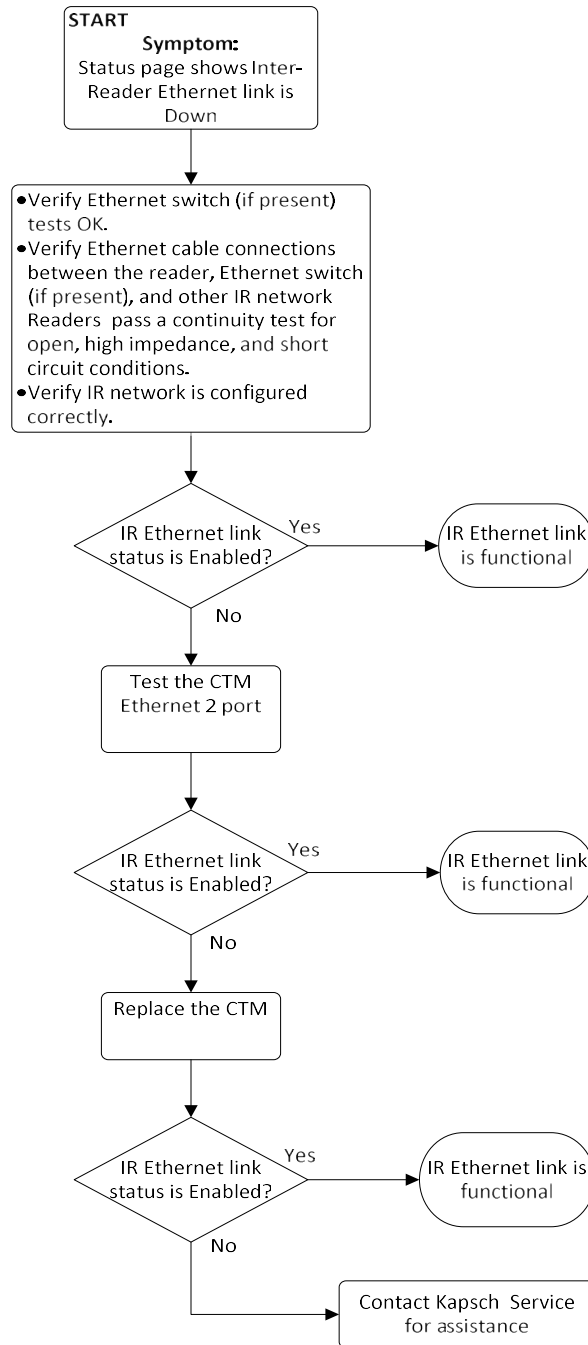 START
Symptom:
Status page shows Inter-
Reader Ethernet link is
Down
•Verify Ethernet switch (if present)
tests OK.
•Verify Ethernet cable connections
between the reader, Ethernet switch
(if present), and other IR network
Readers pass a continuity test for
open, high impedance, and short
circuit conditions.
•Verify IR network is configured
correctly.
IR Ethernet link
status is Enabled?
Yes
IR Ethernet link
is functional
No
Test the CTM
Ethernet 2 port
IR Ethernet link
status is Enabled?
Yes
IR Ethernet link
is functional
No
Replace the CTM
IR Ethernet link
status is Enabled?
Yes
IR Ethernet link is
functional
No
Contact Kapsch Service
for assistance